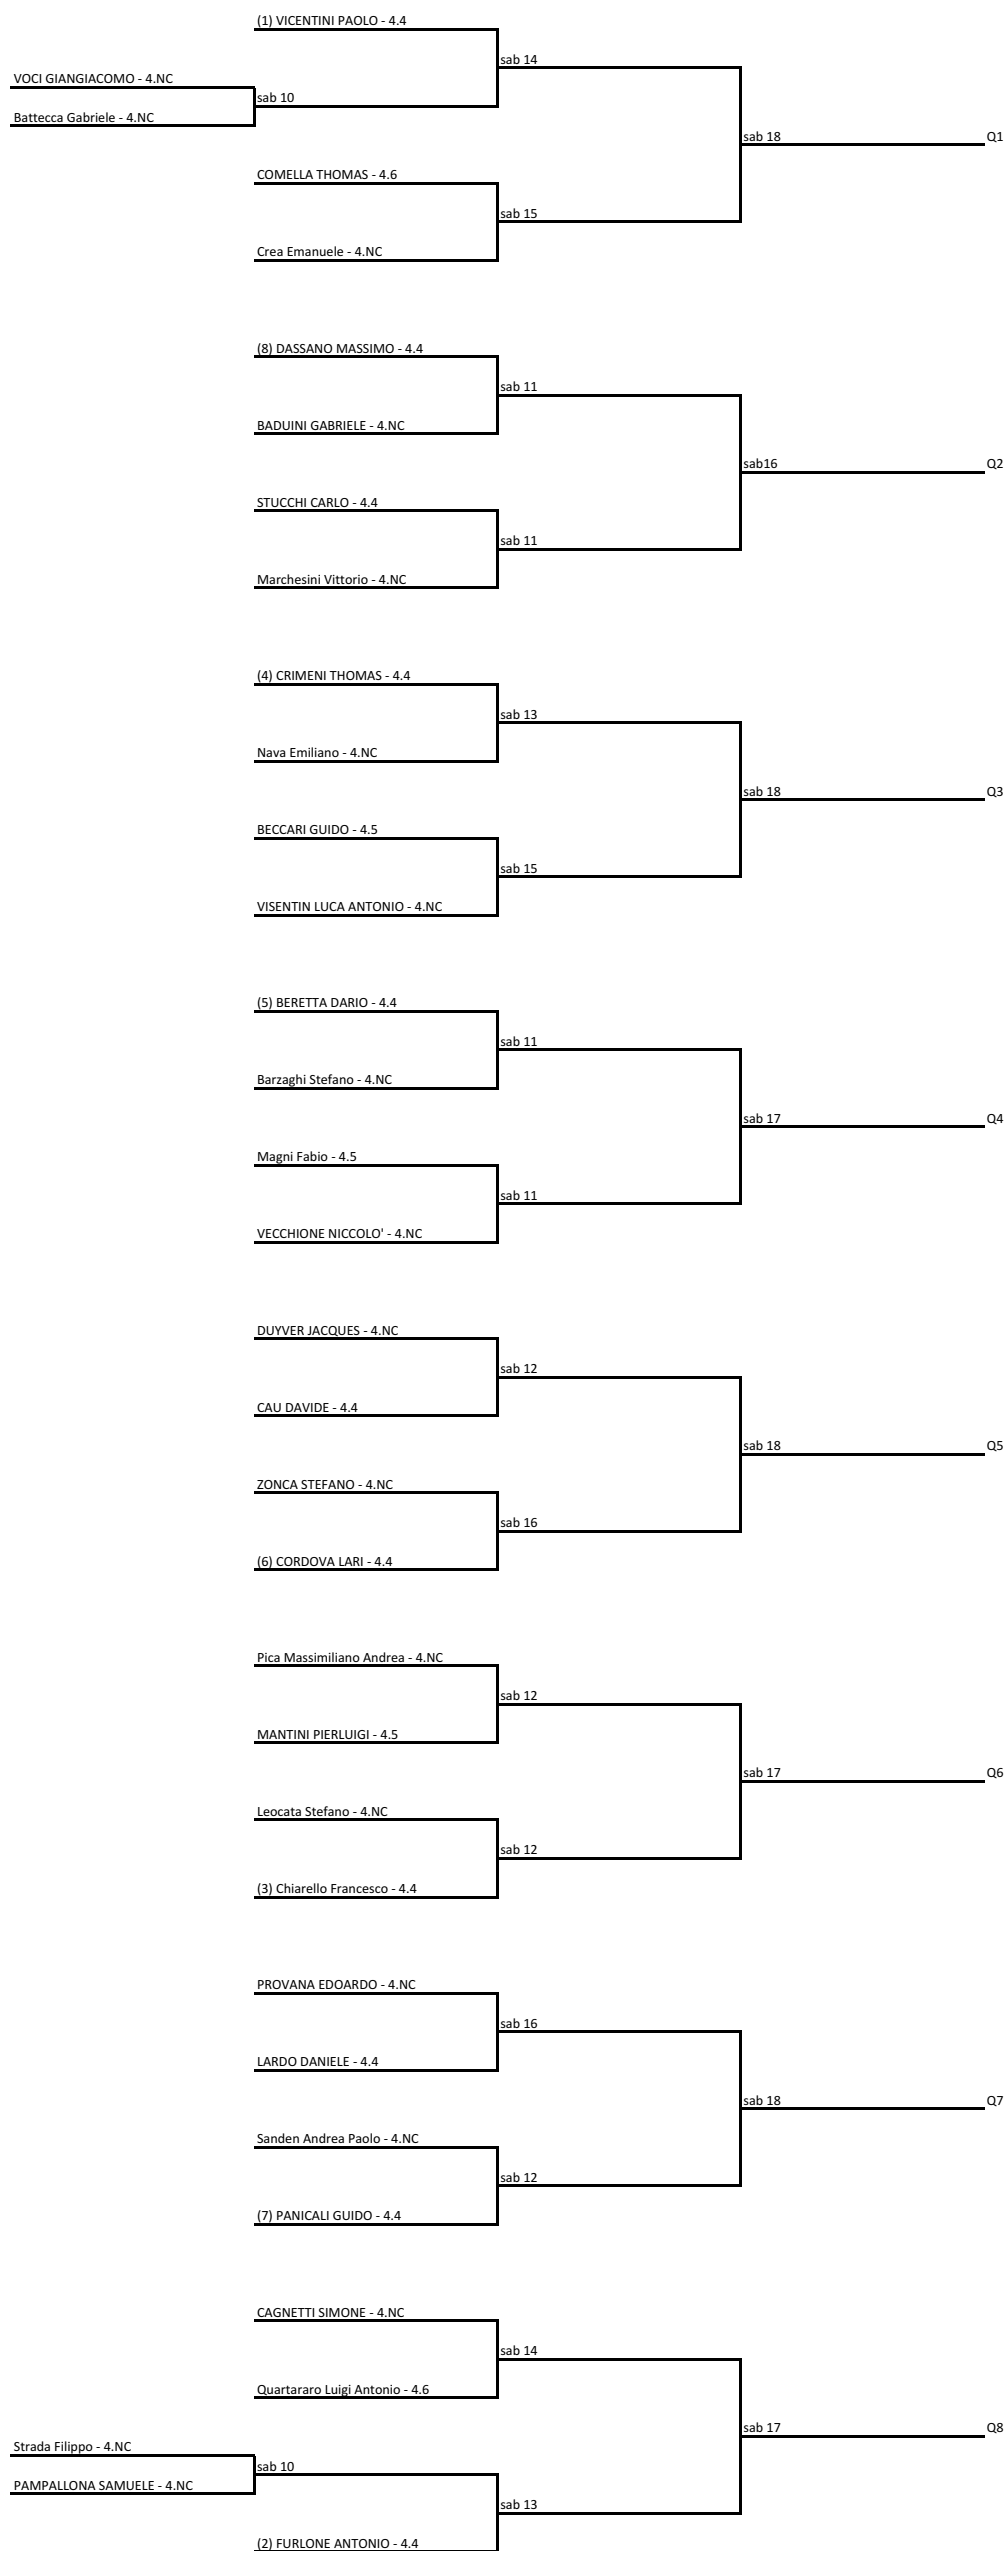 (1) VICENTINI PAOLO - 4.4
sab 14
VOCI GIANGIACOMO - 4.NC
sab 10
Battecca Gabriele - 4.NC
sab 18
Q1
COMELLA THOMAS - 4.6
sab 15
Crea Emanuele - 4.NC
(8) DASSANO MASSIMO - 4.4
sab 11
BADUINI GABRIELE - 4.NC
sab16
Q2
STUCCHI CARLO - 4.4
sab 11
Marchesini Vittorio - 4.NC
(4) CRIMENI THOMAS - 4.4
sab 13
Nava Emiliano - 4.NC
sab 18
Q3
BECCARI GUIDO - 4.5
sab 15
VISENTIN LUCA ANTONIO - 4.NC
(5) BERETTA DARIO - 4.4
sab 11
Barzaghi Stefano - 4.NC
sab 17
Q4
Magni Fabio - 4.5
sab 11
VECCHIONE NICCOLO' - 4.NC
DUYVER JACQUES - 4.NC
sab 12
CAU DAVIDE - 4.4
sab 18
Q5
ZONCA STEFANO - 4.NC
sab 16
(6) CORDOVA LARI - 4.4
Pica Massimiliano Andrea - 4.NC
sab 12
MANTINI PIERLUIGI - 4.5
sab 17
Q6
Leocata Stefano - 4.NC
sab 12
(3) Chiarello Francesco - 4.4
PROVANA EDOARDO - 4.NC
sab 16
LARDO DANIELE - 4.4
sab 18
Q7
Sanden Andrea Paolo - 4.NC
sab 12
(7) PANICALI GUIDO - 4.4
CAGNETTI SIMONE - 4.NC
sab 14
Quartararo Luigi Antonio - 4.6
sab 17
Q8
Strada Filippo - 4.NC
sab 10
PAMPALLONA SAMUELE - 4.NC
sab 13
(2) FURLONE ANTONIO - 4.4